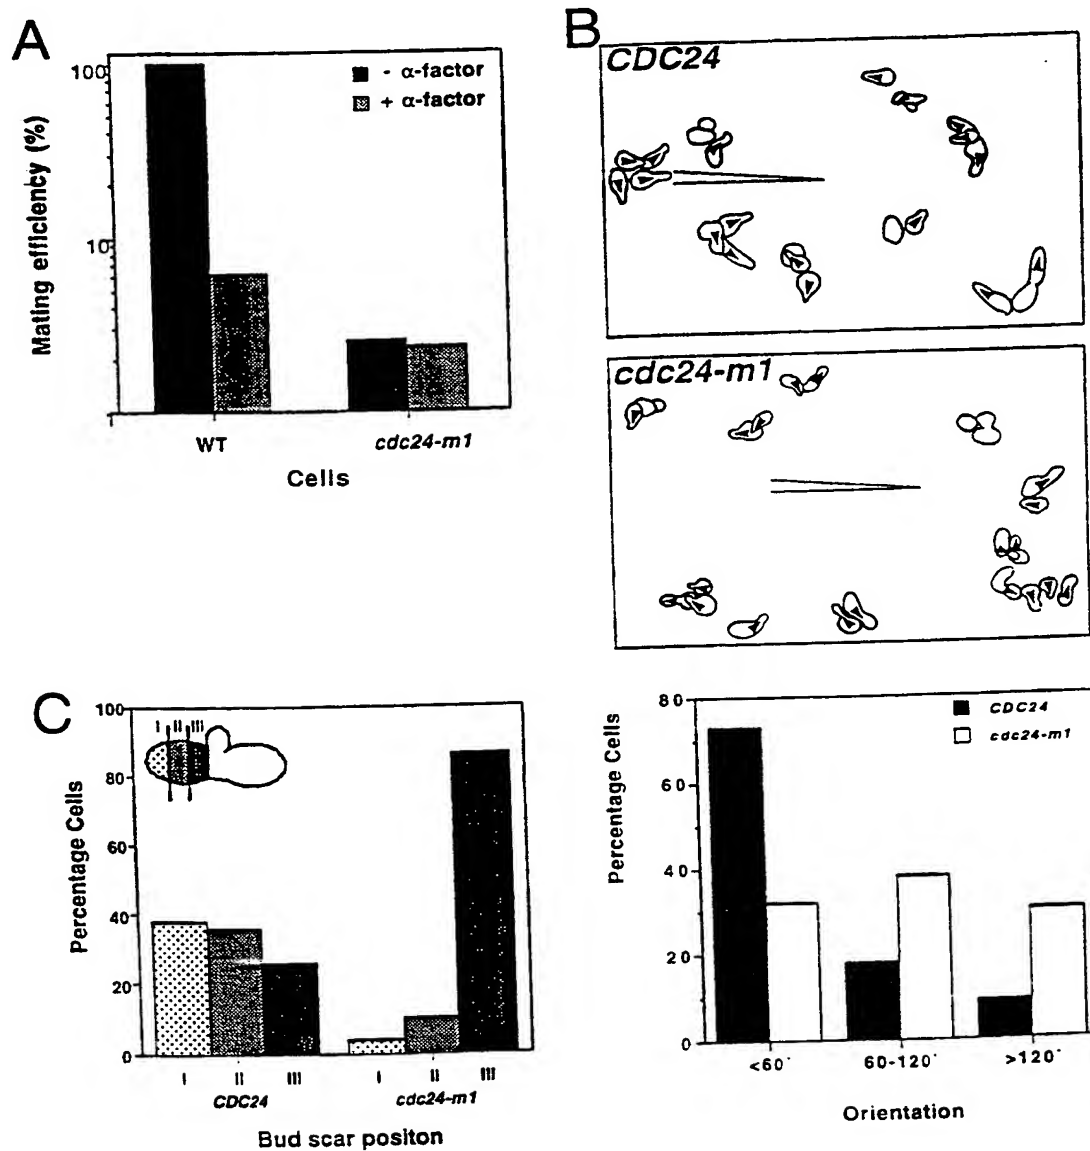 A
100
10
Mating efficiency (%)
- α-factor
+ α-factor
WT
cdc24-m1
Cells
B
CDC24
cdc24-m1
C
100
80
60
40
20
0
Percentage Cells
I II III
I II III
CDC24
I II III
cdc24-m1
Bud scar positon
80
60
40
20
0
Percentage Cells
CDC24
cdc24-m1
<60˚
60-120˚
>120˚
Orientation